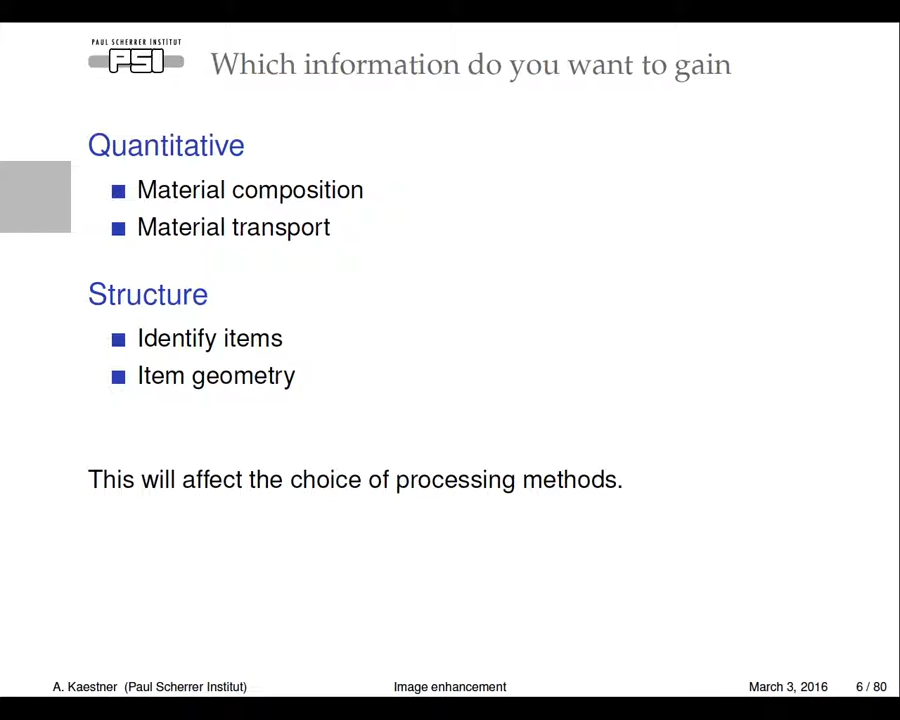 PAUL SCHERRER INSTITUT
PSI
Which information do you want to gain
Quantitative
Material composition
Material transport
Structure
Identify items
Item geometry
This will affect the choice of processing methods.
A. Kaestner (Paul Scherrer Institut)
Image enhancement
March 3, 2016
6 / 80